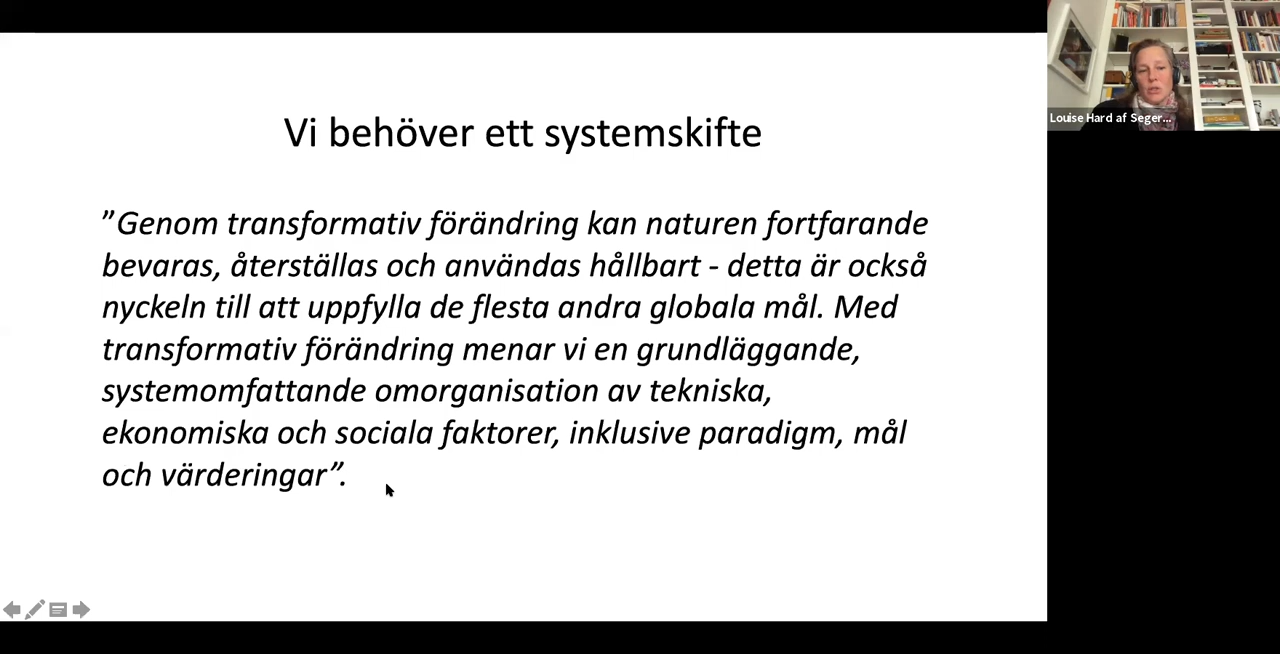 Vi behöver ett systemskifte
”Genom transformativ förändring kan naturen fortfarande
bevaras, återställas och användas hållbart - detta är också
nyckeln till att uppfylla de flesta andra globala mål. Med
transformativ förändring menar vi en grundläggande,
systemomfattande omorganisation av tekniska,
ekonomiska och sociala faktorer, inklusive paradigm, mål
och värderingar”.
Louise Hard af Seger...